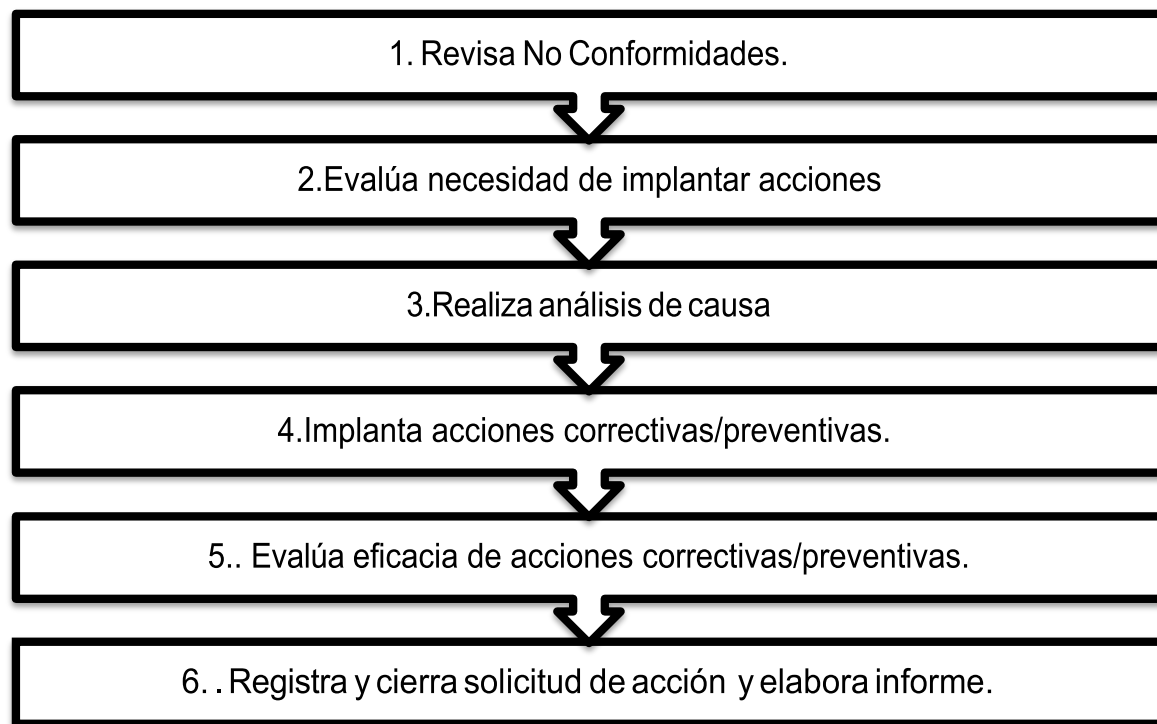 1. Revisa No Conformidades.
2.Evalúa necesidad de implantar acciones
3.Realiza análisis de causa
4.Implanta acciones correctivas/preventivas.
5.. Evalúa eficacia de acciones correctivas/preventivas.
6. . Registra y cierra solicitud de acción y elabora informe.